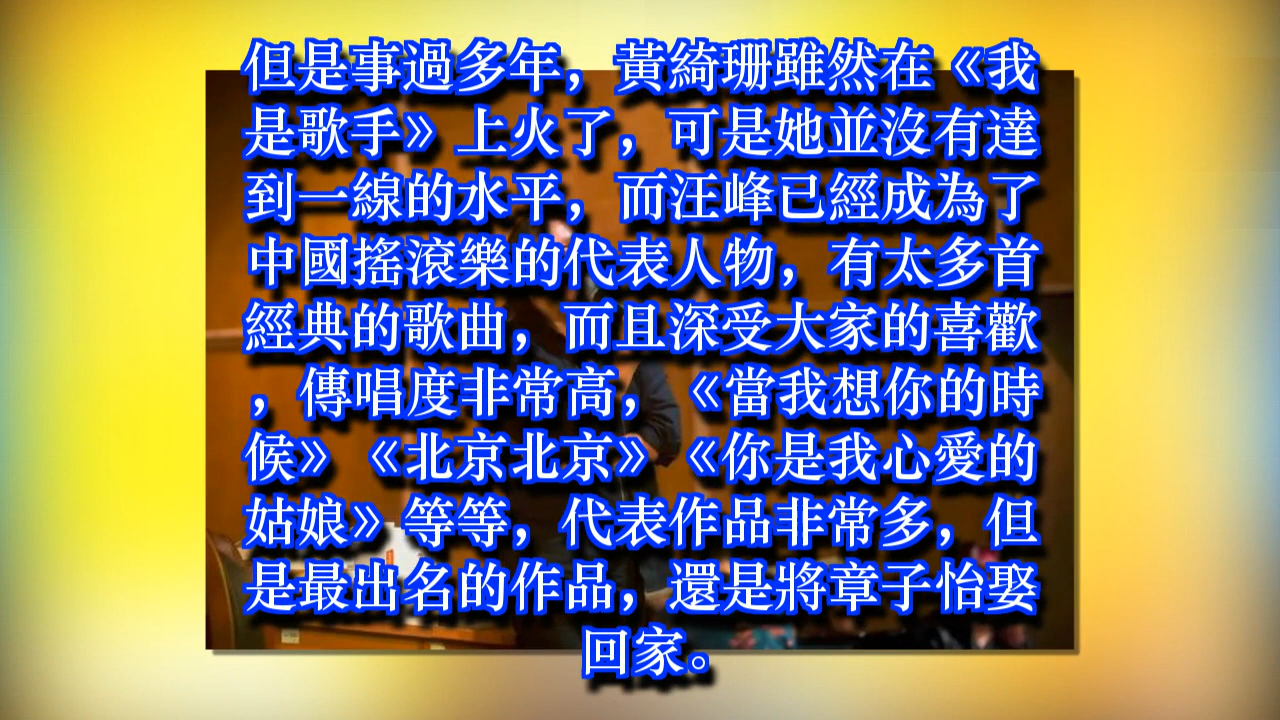 但是事過多年，黃綺珊雖然在《我
是歌手》上火了，可是她並沒有達
到一線的水平，而汪峰已經成為了
中國搖滾樂的代表人物，有太多首
經典的歌曲，而且深受大家的喜歡
，傳唱度非常高，《當我想你的時
候》《北京北京》《你是我心愛的
姑娘》等等，代表作品非常多，但
是最出名的作品，還是將章子怡娶
回家。